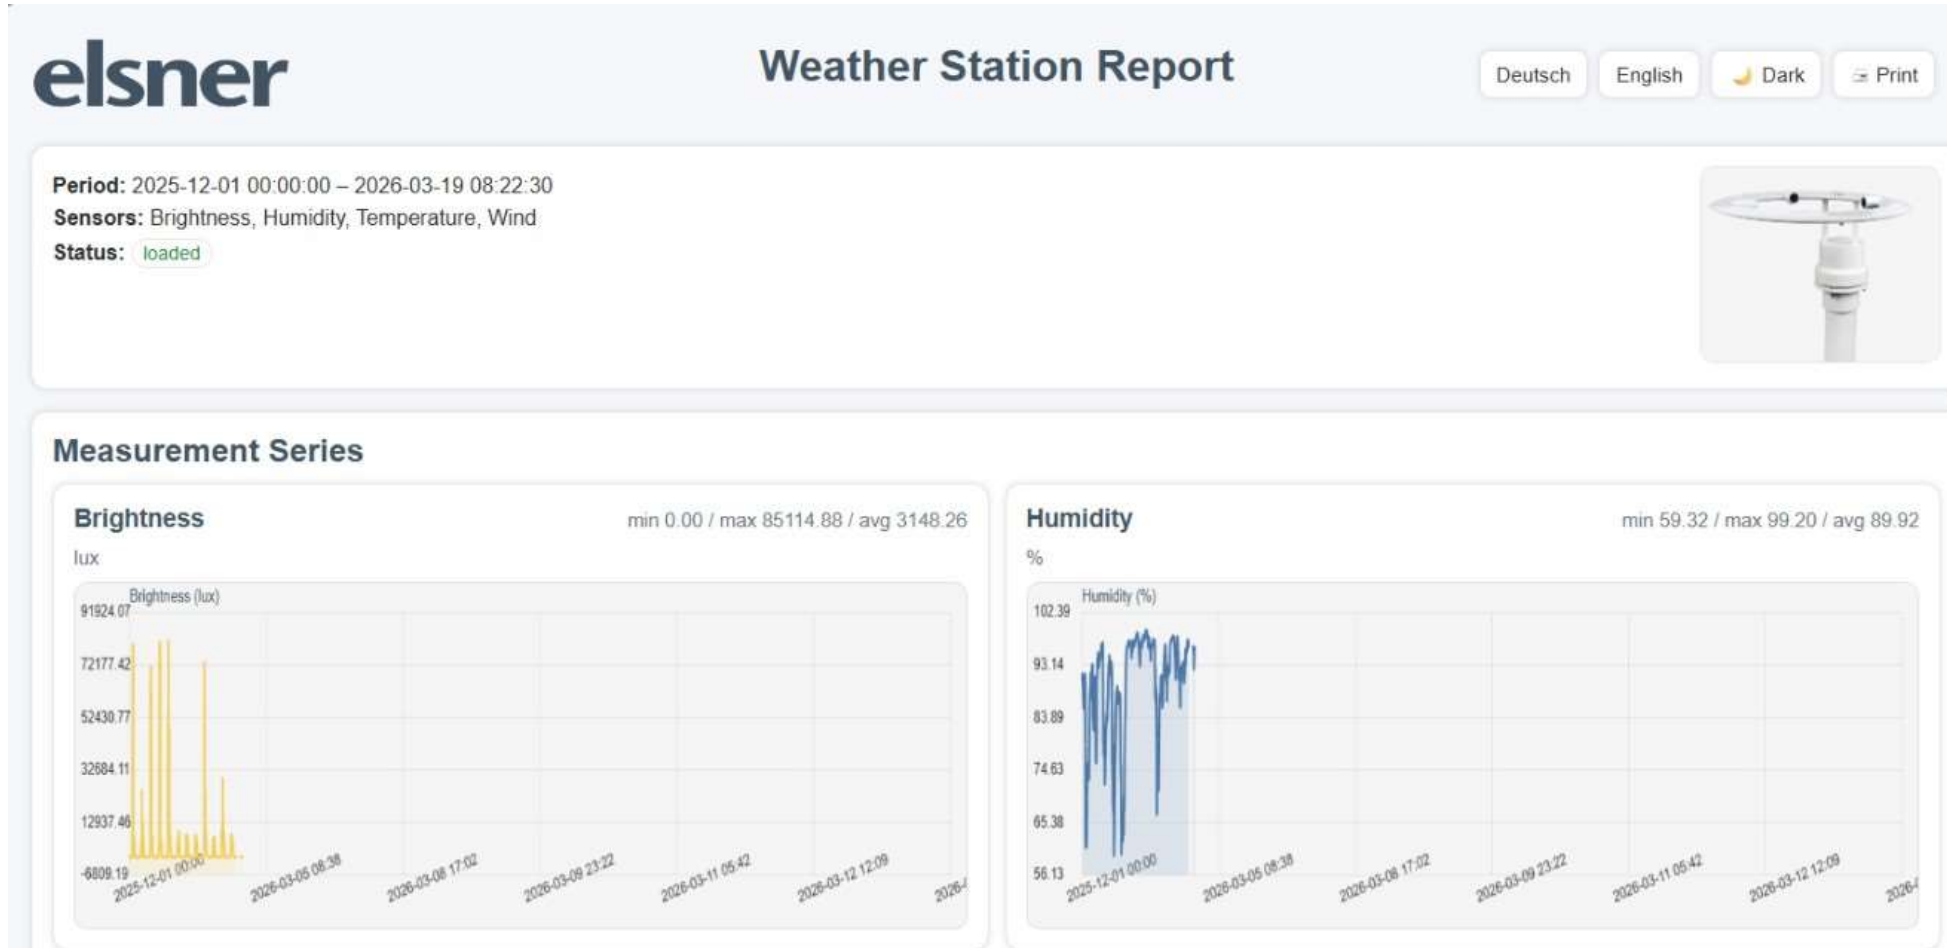 elsner
Weather Station Report
Deutsch
English
Dark
Print
Period: 2025-12-01 00:00:00 – 2026-03-19 08:22:30
Sensors: Brightness, Humidity, Temperature, Wind
Status: loaded
Measurement Series
Brightness
min 0.00 / max 85114.88 / avg 3148.26
lux
Brightness (lux)
91924.07
72177.42
52430.77
32684.11
12937.46
-6809.19
2025-12-01 00:00
2026-03-05 08:38
2026-03-08 17:02
2026-03-09 23:22
2026-03-11 05:42
2026-03-12 12:09
2026-
Humidity
min 59.32 / max 99.20 / avg 89.92
%
Humidity (%)
102.39
93.14
83.89
74.63
65.38
56.13
2025-12-01 00:00
2026-03-05 08:38
2026-03-08 17:02
2026-03-09 23:22
2026-03-11 05:42
2026-03-12 12:09
2026-